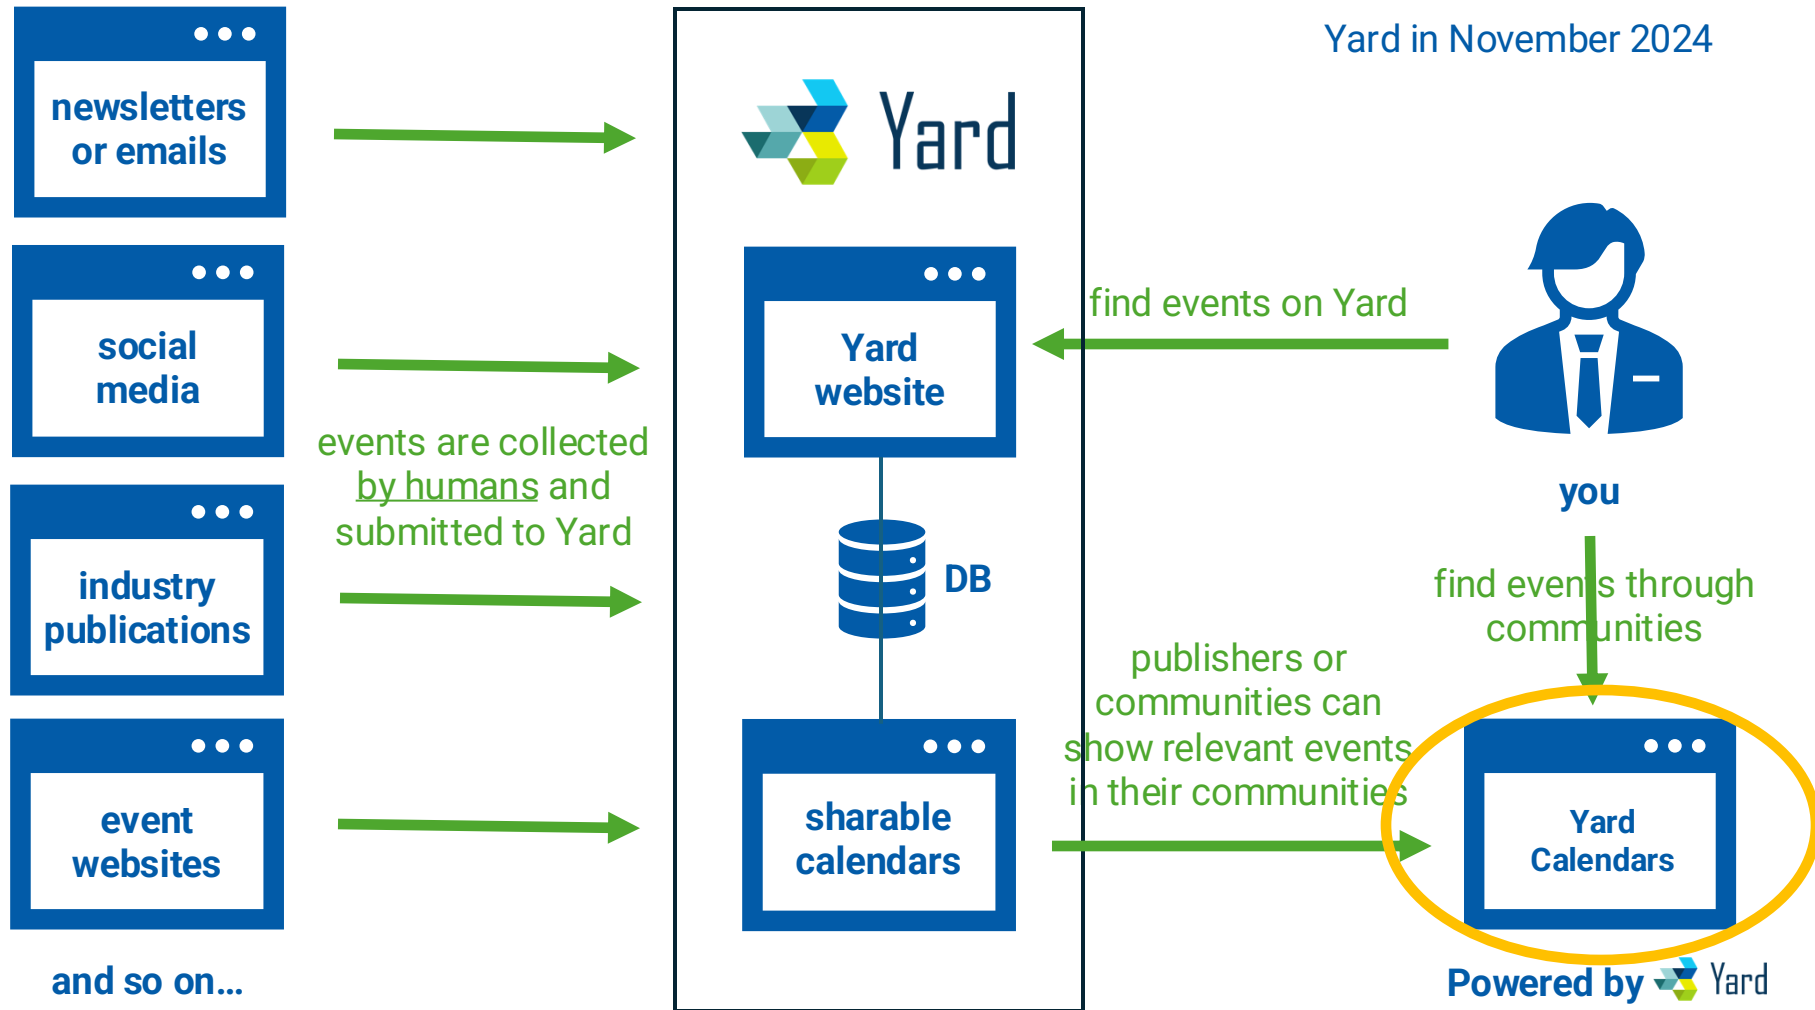 Yard in November 2024
newsletters
or emails
social
media
events are collected
by humans and
submitted to Yard
industry
publications
event
websites
and so on...
Yard
Yard
website
DB
sharable
calendars
find events on Yard
you
find events through
communities
publishers or
communities can
show relevant events
in their communities
Yard
Calendars
Powered by Yard